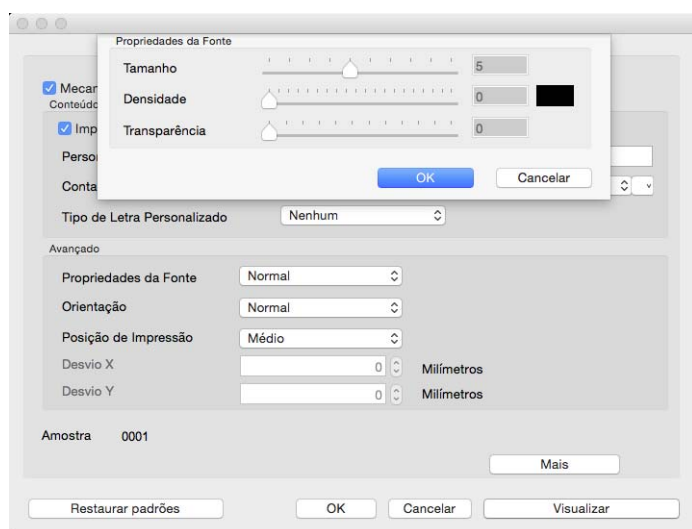 Propriedades da Fonte
Tamanho 5
Densidade 0
Transparência 0
OK Cancelar
Mecar
Conteúdo
Imp
Perso
Conta
Tipo de Letra Personalizado Nenhum
Avançado
Propriedades da Fonte Normal
Orientação Normal
Posição de Impressão Médio
Desvio X 0 Milímetros
Desvio Y 0 Milímetros
Amostra 0001
Mais
Restaurar padrões OK Cancelar Visualizar